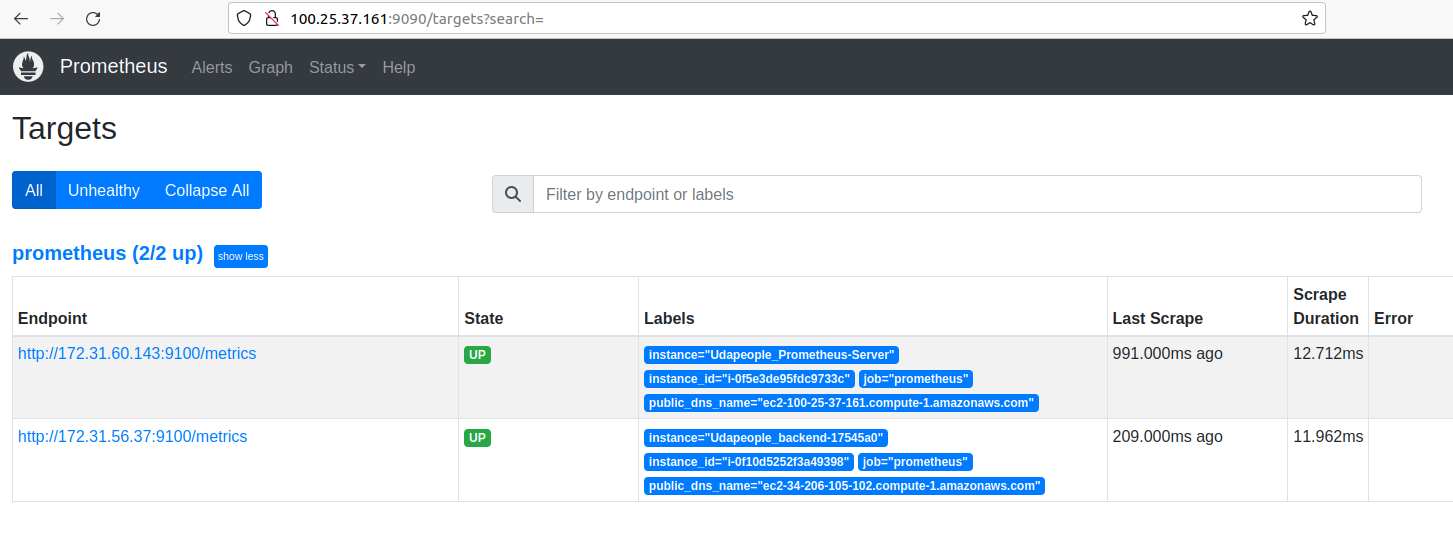 100.25.37.161:9090/targets?search=
Prometheus Alerts Graph Status Help
Targets
All Unhealthy Collapse All
Filter by endpoint or labels
prometheus (2/2 up) show less
Endpoint State Labels Last Scrape Scrape Duration Error
http://172.31.60.143:9100/metrics UP instance="Udapeople_Prometheus-Server" 991.000ms ago 12.712ms
instance_id="i-0f5e3de95fdc9733c" job="prometheus"
public_dns_name="ec2-100-25-37-161.compute-1.amazonaws.com"
http://172.31.56.37:9100/metrics UP instance="Udapeople_backend-17545a0" 209.000ms ago 11.962ms
instance_id="i-0f10d5252f3a49398" job="prometheus"
public_dns_name="ec2-34-206-105-102.compute-1.amazonaws.com"